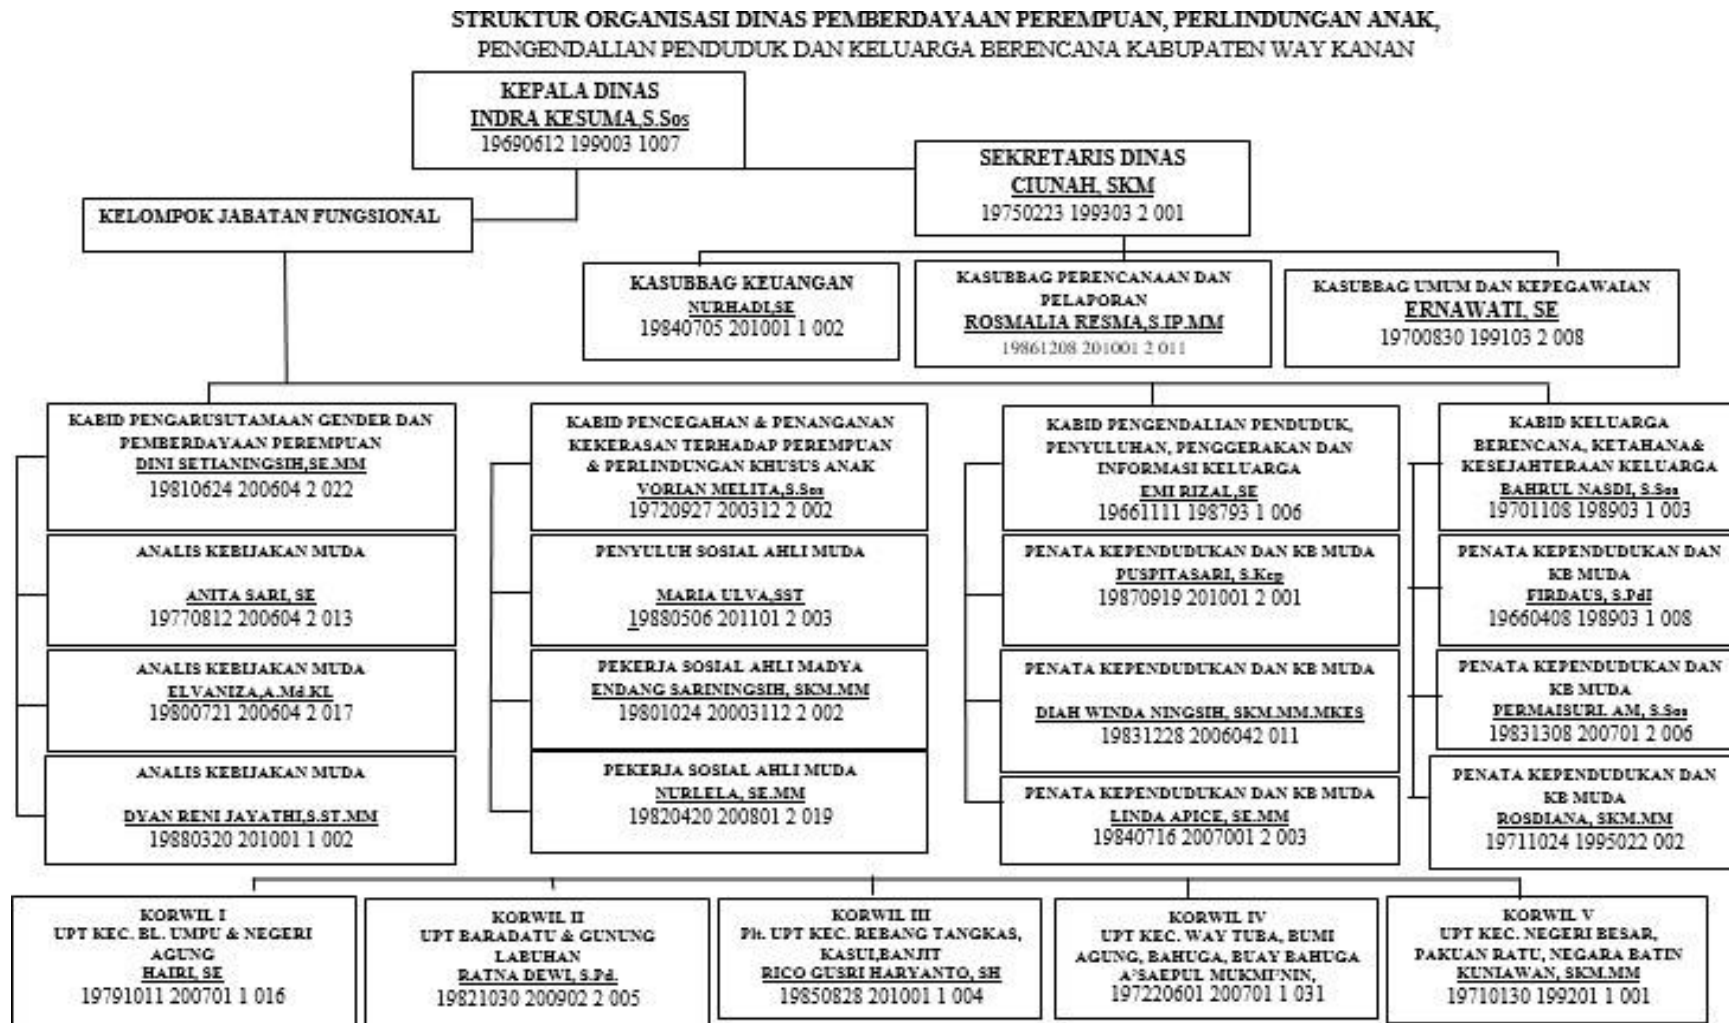 STRUKTUR ORGANISASI DINAS PEMBERDAYAAN PEREMPUAN, PERLINDUNGAN ANAK,
PENGENDALIAN PENDUDUK DAN KELUARGA BERENCANA KABUPATEN WAY KANAN
KEPALA DINAS
INDRA KESUMA,S.Sos
19690612 199003 1007
SEKRETARIS DINAS
CIUNAH, SKM
19750223 199303 2 001
KELOMPOK JABATAN FUNGSIONAL
KASUBBAG KEUANGAN
NURHADI,SE
19840705 201001 1 002
KASUBBAG PERENCANAAN DAN
PELAPORAN
ROSMALIA RESMA,S.IP.MM
19861208 201001 2 011
KASUBBAG UMUM DAN KEPEGAWAIAN
ERNAWATI, SE
19700830 199103 2 008
KABID PENGARUSUTAMAAN GENDER DAN
PEMBERDAYAAN PEREMPUAN
DINI SETIANINGSIH,SE.MM
19810624 200604 2 022
ANALIS KEBIJAKAN MUDA
ANITA SARI, SE
19770812 200604 2 013
ANALIS KEBIJAKAN MUDA
ELVANIZA,A.Md.KL
19800721 200604 2 017
ANALIS KEBIJAKAN MUDA
DYAN RENI JAYATHI,S.ST.MM
19880320 201001 1 002
KABID PENCEGAHAN & PENANGANAN
KEKERASAN TERHADAP PEREMPUAN
& PERLINDUNGAN KHUSUS ANAK
VORIAN MELITA,S.Sos
19720927 200312 2 002
PENYULUH SOSIAL AHLI MUDA
MARIA ULVA,SST
19880506 201101 2 003
PEKERJA SOSIAL AHLI MADYA
ENDANG SARININGSIH, SKM.MM
19801024 20003112 2 002
PEKERJA SOSIAL AHLI MUDA
NURLELA, SE.MM
19820420 200801 2 019
KABID PENGENDALIAN PENDUDUK,
PENYULUHAN, PENGGERAKAN DAN
INFORMASI KELUARGA
EMI RIZAL,SE
19661111 198793 1 006
PENATA KEPENDUDUKAN DAN KB MUDA
PUSPITASARI, S.Kep
19870919 201001 2 001
PENATA KEPENDUDUKAN DAN KB MUDA
DIAH WINDA NINGSIH, SKM.MM.MKES
19831228 2006042 011
PENATA KEPENDUDUKAN DAN KB MUDA
LINDA APICE, SE.MM
19840716 2007001 2 003
KABID KELUARGA
BERENCANA, KETAHANA&
KESEJAHTERAAN KELUARGA
BAHRUL NASDI, S.Sos
19701108 198903 1 003
PENATA KEPENDUDUKAN DAN
KB MUDA
FIRDAUS, S.PdI
19660408 198903 1 008
PENATA KEPENDUDUKAN DAN
KB MUDA
PERMAISURI. AM, S.Sos
19831308 200701 2 006
PENATA KEPENDUDUKAN DAN
KB MUDA
ROSDIANA, SKM.MM
19711024 1995022 002
KORWIL I
UPT KEC. BL. UMPU & NEGERI
AGUNG
HAIRI, SE
19791011 200701 1 016
KORWIL II
UPT BARADATU & GUNUNG
LABUHAN
RATNA DEWI, S.Pd.
19821030 200902 2 005
KORWIL III
Plt. UPT KEC. REBANG TANGKAS,
KASUI,BANJIT
RICO GUSRI HARYANTO, SH
19850828 201001 1 004
KORWIL IV
UPT KEC. WAY TUBA, BUMI
AGUNG, BAHUGA, BUAY BAHUGA
A'SAEPUL MUKMI'NIN,
197220601 200701 1 031
KORWIL V
UPT KEC. NEGERI BESAR,
PAKUAN RATU, NEGARA BATIN
KUNIAWAN, SKM.MM
19710130 199201 1 001